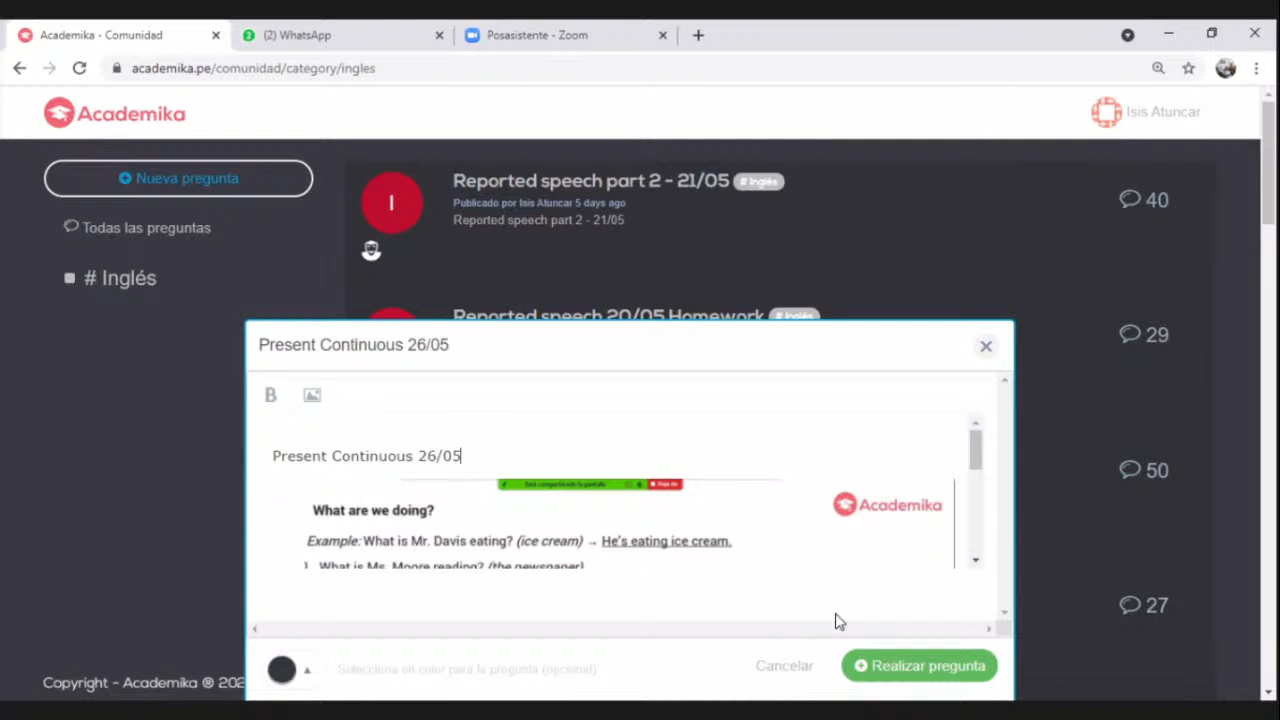 Academika - Comunidad
(2) WhatsApp
Posasistente - Zoom
academika.pe/comunidad/category/ingles
Academika
Isis Atuncar
Nueva pregunta
Todas las preguntas
# Inglés
I
Reported speech part 2 - 21/05 # Inglés
Publicado por Isis Atuncar 5 days ago
Reported speech part 2 - 21/05
40
Reported speech 20/05 Homework # Inglés
29
50
27
Present Continuous 26/05
B
Present Continuous 26/05
Academika
What are we doing?
Example: What is Mr. Davis eating? (ice cream) → He's eating ice cream.
1. What is Ms. Moore reading? (the newspaper)
Selecciona un color para la pregunta (opcional)
Cancelar
Realizar pregunta
Copyright - Academika ® 202